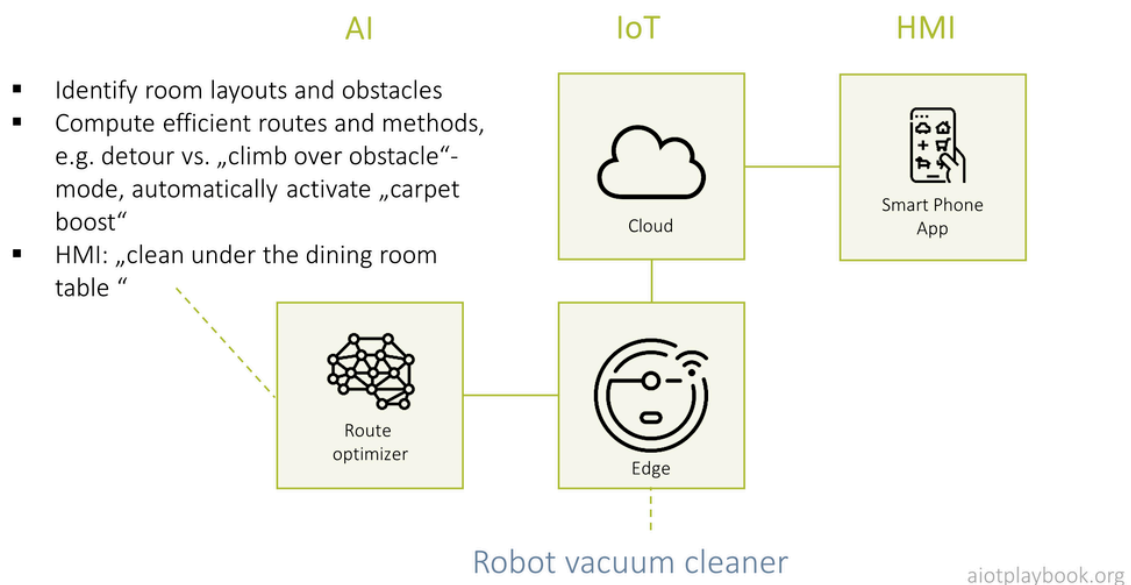 AI
IoT
HMI
▪ Identify room layouts and obstacles
▪ Compute efficient routes and methods,
e.g. detour vs. „climb over obstacle“-
mode, automatically activate „carpet
boost“
▪ HMI: „clean under the dining room
table “
Cloud
Smart Phone
App
Route
optimizer
Edge
Robot vacuum cleaner
aiotplaybook.org